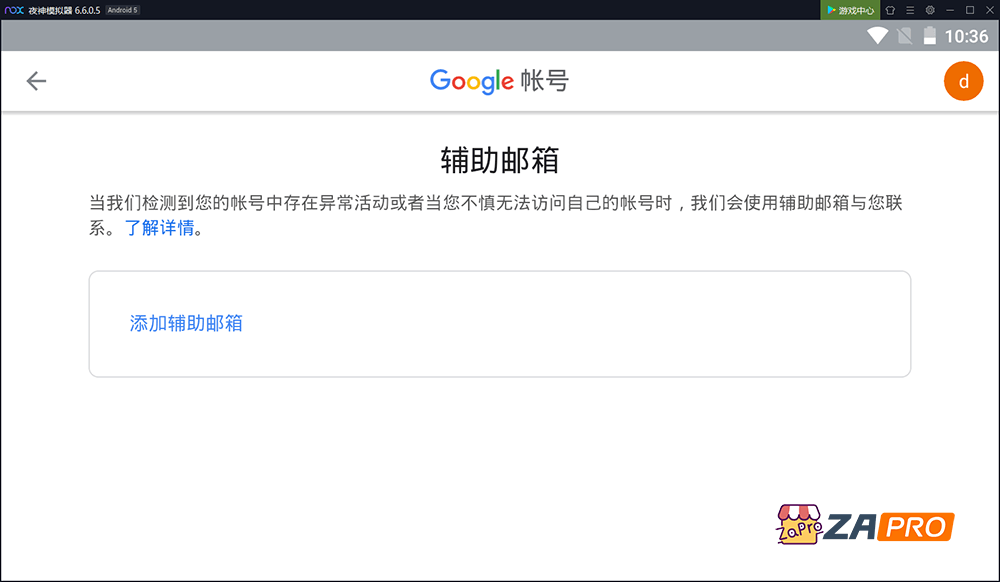 nox 夜神模拟器 6.6.0.5 Android 5 游戏中心
10:36
Google 帐号
d
辅助邮箱
当我们检测到您的帐号中存在异常活动或者当您不慎无法访问自己的帐号时，我们会使用辅助邮箱与您联
系。了解详情。
添加辅助邮箱
ZaPro ZAPRO